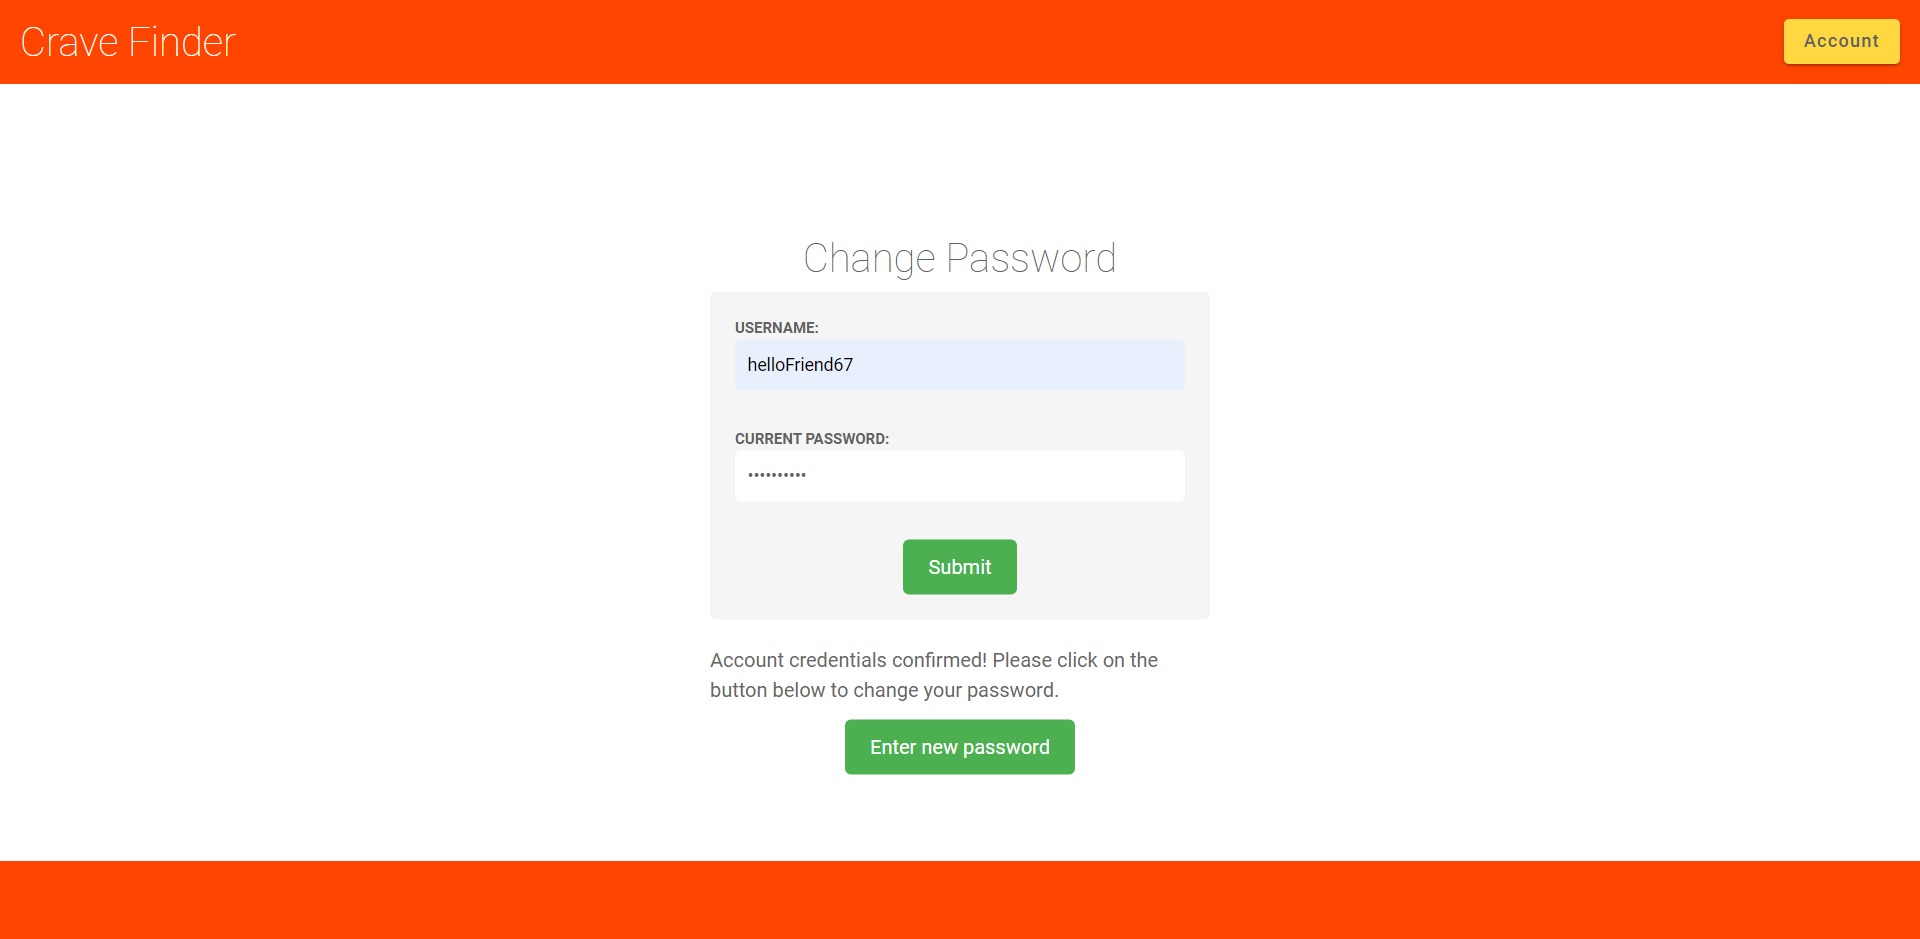 Crave Finder
Account
Change Password
USERNAME:
helloFriend67
CURRENT PASSWORD:
••••••••••
Submit
Account credentials confirmed! Please click on the
button below to change your password.
Enter new password